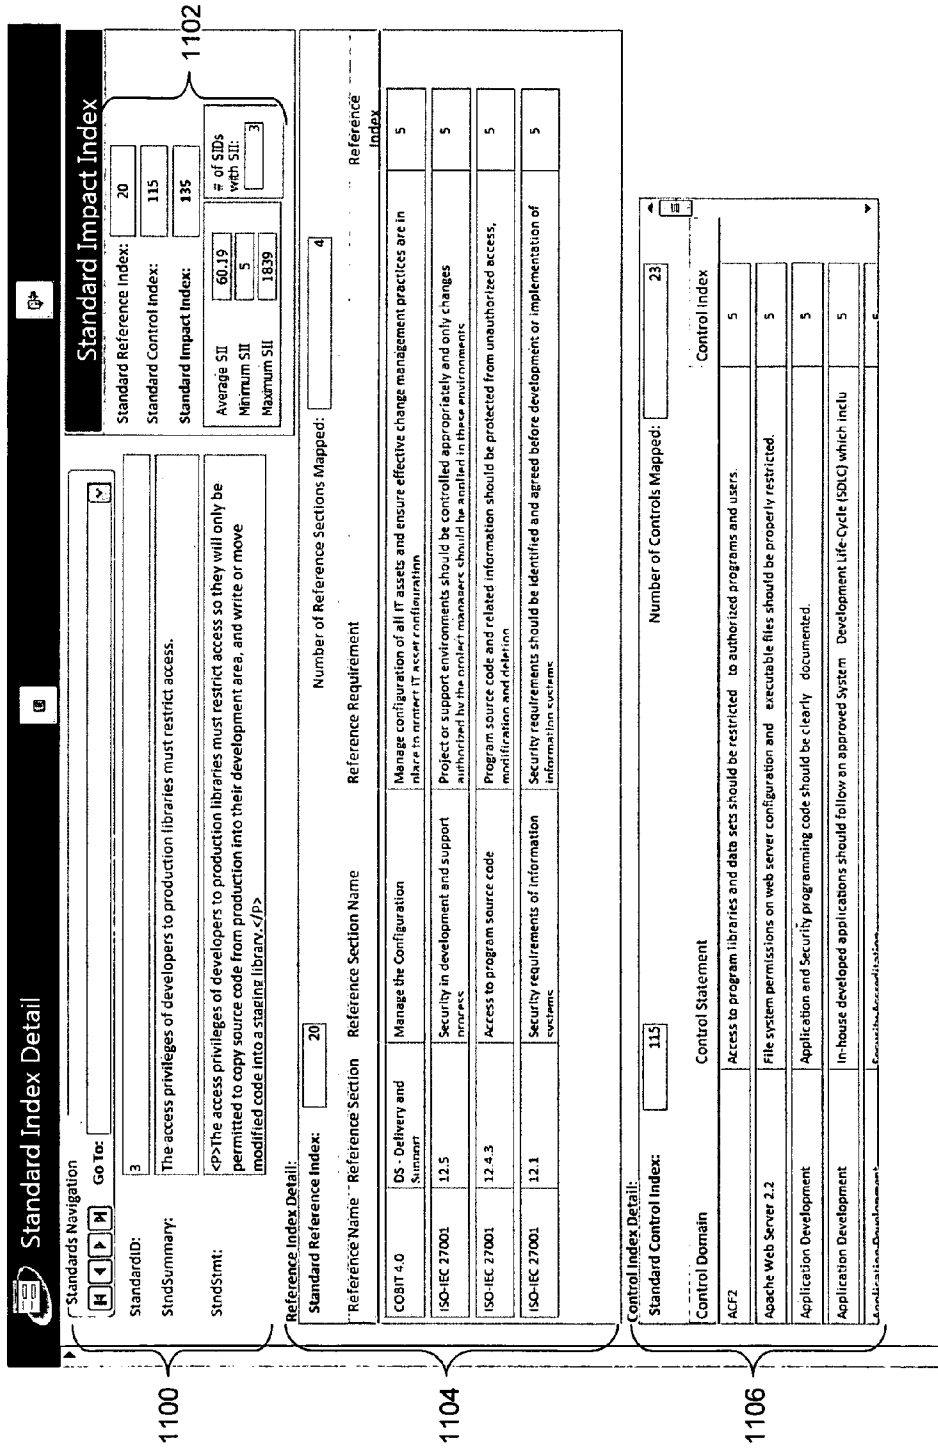 Standard Index Detail
Standards Navigation
Go To:
StandardID: 3
StndSummary: The access privileges of developers to production libraries must restrict access.
StndStmt: <P>The access privileges of developers to production libraries must restrict access so they will only be
permitted to copy source code from production into their development area, and write or move
modified code into a staging library.</P>
Standard Impact Index
Standard Reference Index: 20
Standard Control Index: 115
Standard Impact Index: 135
Average SII 60.19
Minimum SII 5
Maximum SII 1839
# of SIDs
with SII:
3
1102
1100
Reference Index Detail:
Standard Reference Index: 20 Number of Reference Sections Mapped: 4
Reference Name Reference Section Reference Section Name Reference Requirement Reference
Index
COBIT 4.0 DS - Delivery and Manage the Configuration Manage configuration of all IT assets and ensure effective change management practices are in 5
Support place to protect IT asset configuration
ISO-IEC 27001 12.5 Security in development and support Project or support environments should be controlled appropriately and only changes 5
process authorized by the project managers should be applied in these environments
ISO-IEC 27001 12.4.3 Access to program source code Program source code and related information should be protected from unauthorized access, 5
modification and deletion
ISO-IEC 27001 12.1 Security requirements of information Security requirements should be identified and agreed before development or implementation of 5
systems information systems
1104
Control Index Detail:
Standard Control Index: 115 Number of Controls Mapped: 23
Control Domain Control Statement Control Index
ACF2 Access to program libraries and data sets should be restricted to authorized programs and users. 5
Apache Web Server 2.2 File system permissions on web server configuration and executable files should be properly restricted. 5
Application Development Application and Security programming code should be clearly documented. 5
Application Development In-house developed applications should follow an approved System Development Life-Cycle (SDLC) which inclu 5
Application Development Security Accreditation
1106